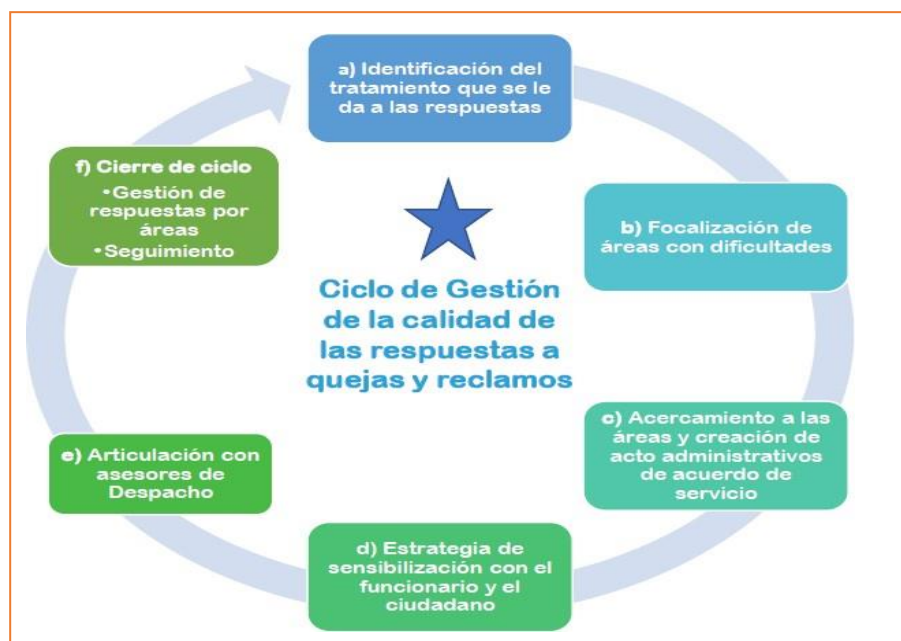 a) Identificación del
tratamiento que se le
da a las respuestas
b) Focalización de
áreas con dificultades
c) Acercamiento a las
áreas y creación de
acto administrativos
de acuerdo de
servicio
d) Estrategia de
sensibilización con el
funcionario y el
ciudadano
e) Articulación con
asesores de
Despacho
f) Cierre de ciclo
•Gestión de
respuestas por
áreas
•Seguimiento
Ciclo de Gestión
de la calidad de
las respuestas a
quejas y reclamos